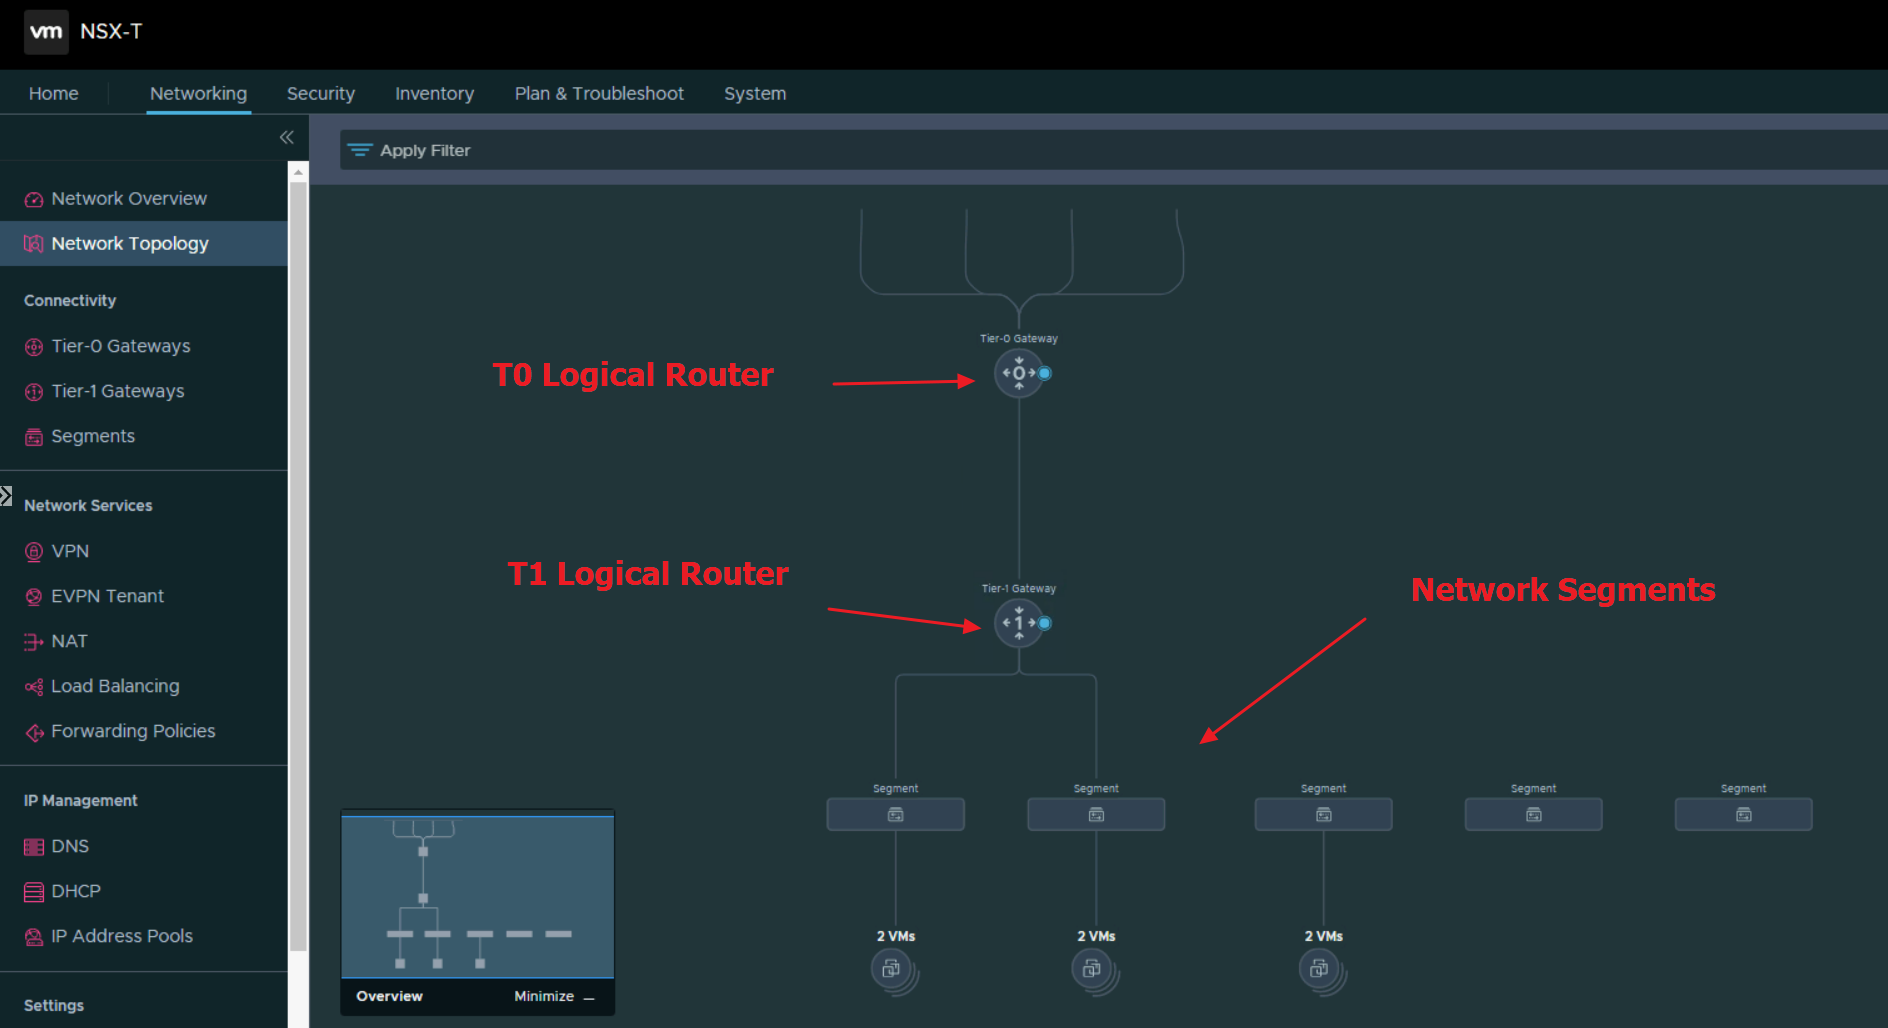 vm NSX-T
Home Networking Security Inventory Plan & Troubleshoot System
Apply Filter
Network Overview
Network Topology
Connectivity
Tier-0 Gateways
Tier-1 Gateways
Segments
Network Services
VPN
EVPN Tenant
NAT
Load Balancing
Forwarding Policies
IP Management
DNS
DHCP
IP Address Pools
Settings
Tier-0 Gateway
0
T0 Logical Router
T1 Logical Router
Tier-1 Gateway
1
Network Segments
Segment Segment Segment Segment Segment
2 VMs 2 VMs 2 VMs
Overview Minimize